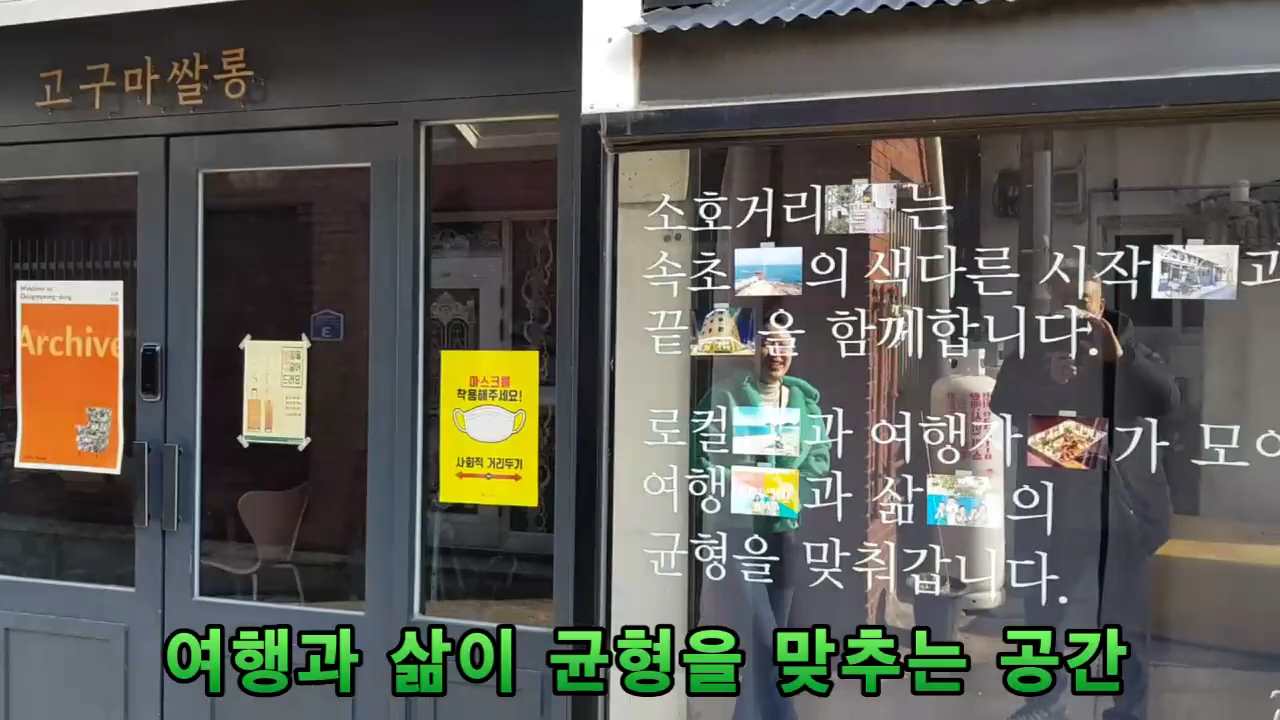 고구마쌀롱
소호거리 는
속초 의 색다른 시작 과
끝 을 함께합니다.
로컬 과 여행자 가 모여
여행 과 삶 의
균형을 맞춰갑니다.
Welcome to
Dongmyeong-dong
Archive
마스크를
착용해주세요!
사회적 거리두기
여행과 삶이 균형을 맞추는 공간